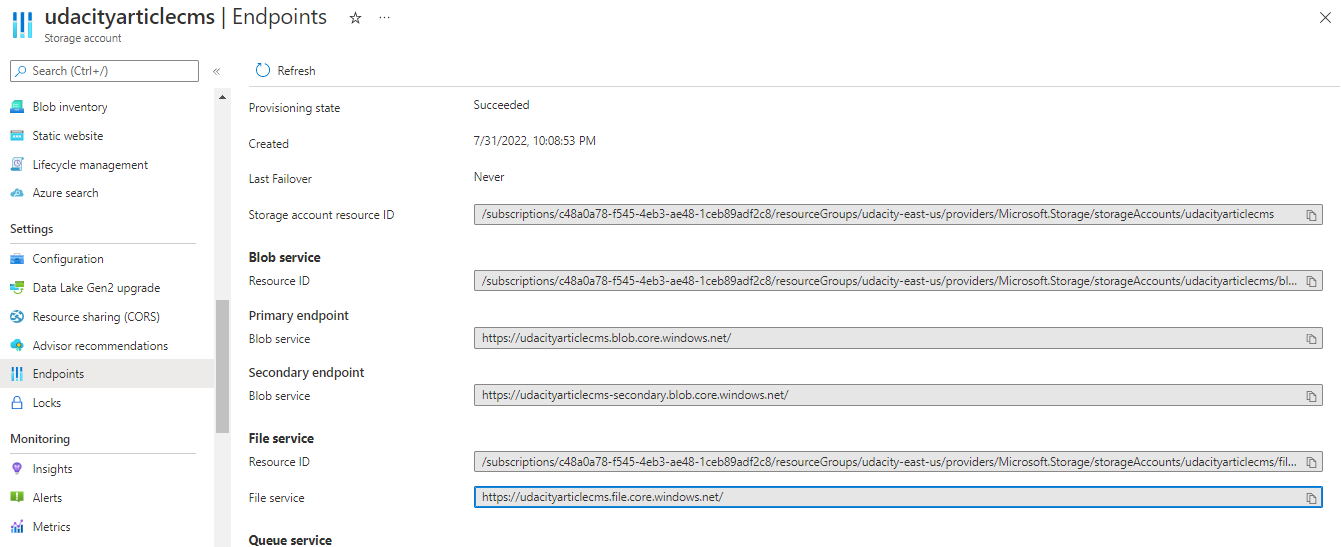 udacityarticlecms | Endpoints
Storage account
Search (Ctrl+/)
Blob inventory
Static website
Lifecycle management
Azure search
Settings
Configuration
Data Lake Gen2 upgrade
Resource sharing (CORS)
Advisor recommendations
Endpoints
Locks
Monitoring
Insights
Alerts
Metrics
Refresh
Provisioning state Succeeded
Created 7/31/2022, 10:08:53 PM
Last Failover Never
Storage account resource ID /subscriptions/c48a0a78-f545-4eb3-ae48-1ceb89adf2c8/resourceGroups/udacity-east-us/providers/Microsoft.Storage/storageAccounts/udacityarticlecms
Blob service
Resource ID /subscriptions/c48a0a78-f545-4eb3-ae48-1ceb89adf2c8/resourceGroups/udacity-east-us/providers/Microsoft.Storage/storageAccounts/udacityarticlecms/bl...
Primary endpoint
Blob service https://udacityarticlecms.blob.core.windows.net/
Secondary endpoint
Blob service https://udacityarticlecms-secondary.blob.core.windows.net/
File service
Resource ID /subscriptions/c48a0a78-f545-4eb3-ae48-1ceb89adf2c8/resourceGroups/udacity-east-us/providers/Microsoft.Storage/storageAccounts/udacityarticlecms/fil...
File service https://udacityarticlecms.file.core.windows.net/
Queue service